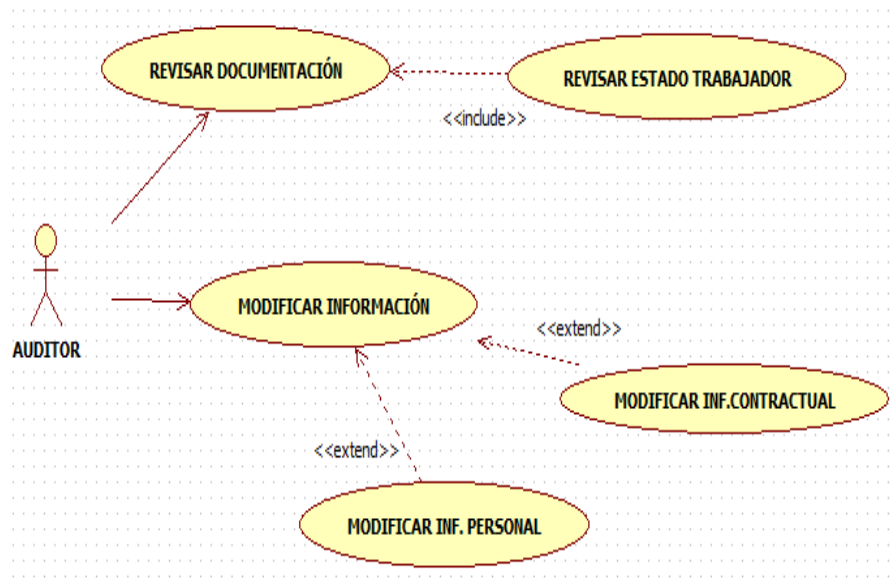 REVISAR DOCUMENTACIÓN
REVISAR ESTADO TRABAJADOR
<<include>>
MODIFICAR INFORMACIÓN
<<extend>>
AUDITOR
MODIFICAR INF.CONTRACTUAL
<<extend>>
MODIFICAR INF. PERSONAL